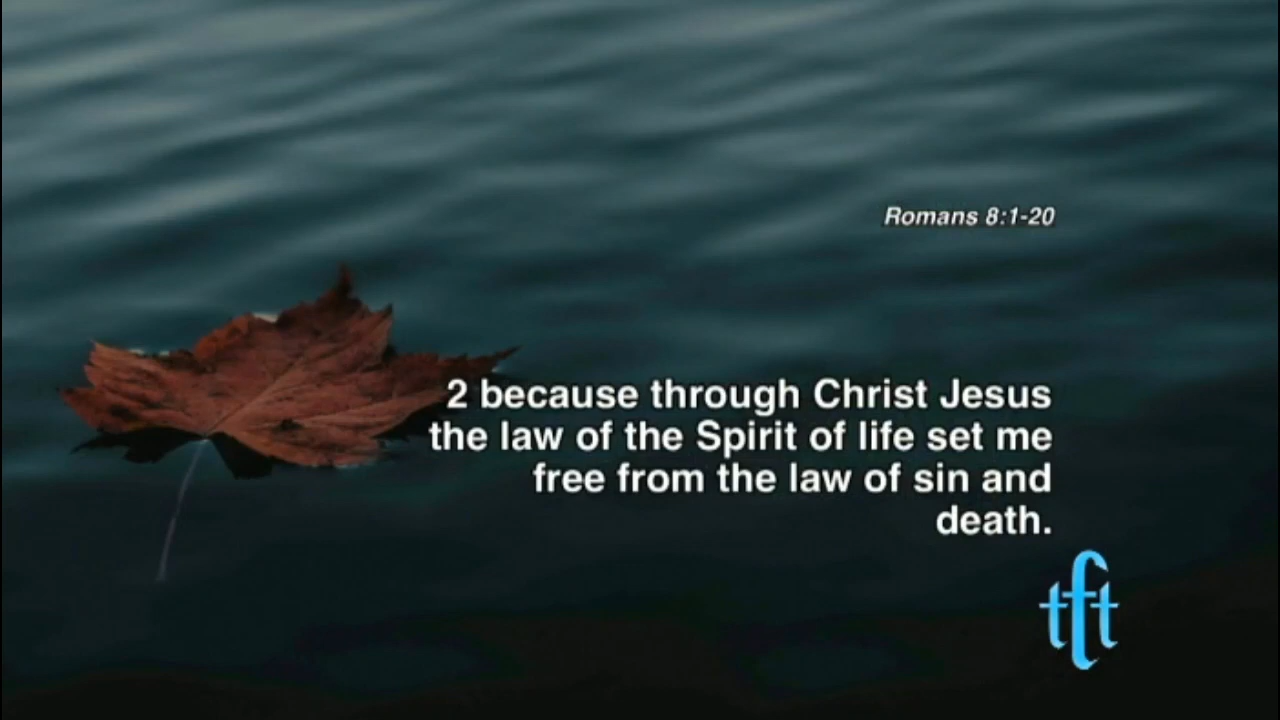 Romans 8:1-20
2 because through Christ Jesus
the law of the Spirit of life set me
free from the law of sin and
death.
tft